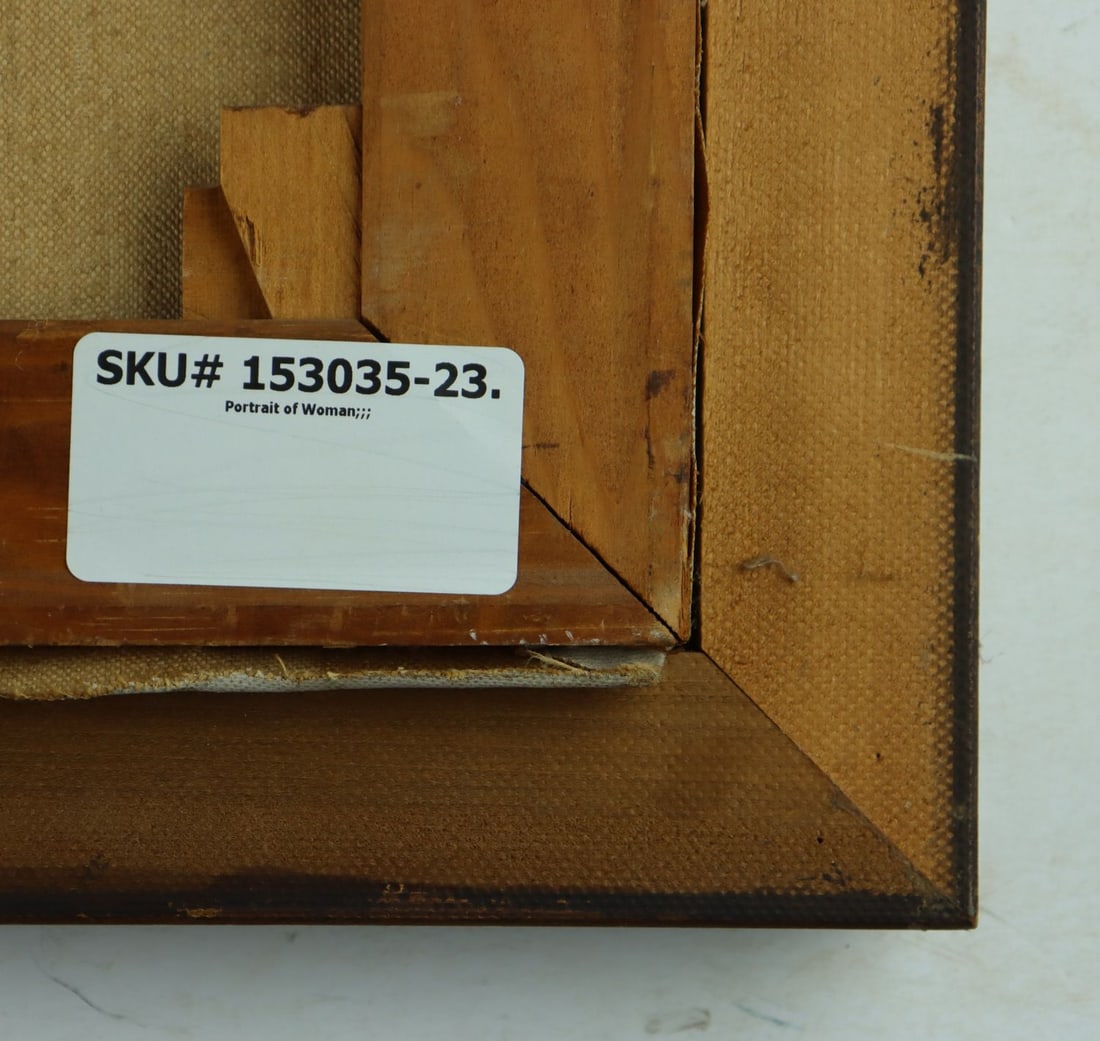 SKU# 153035-23.
Portrait of Woman;;;